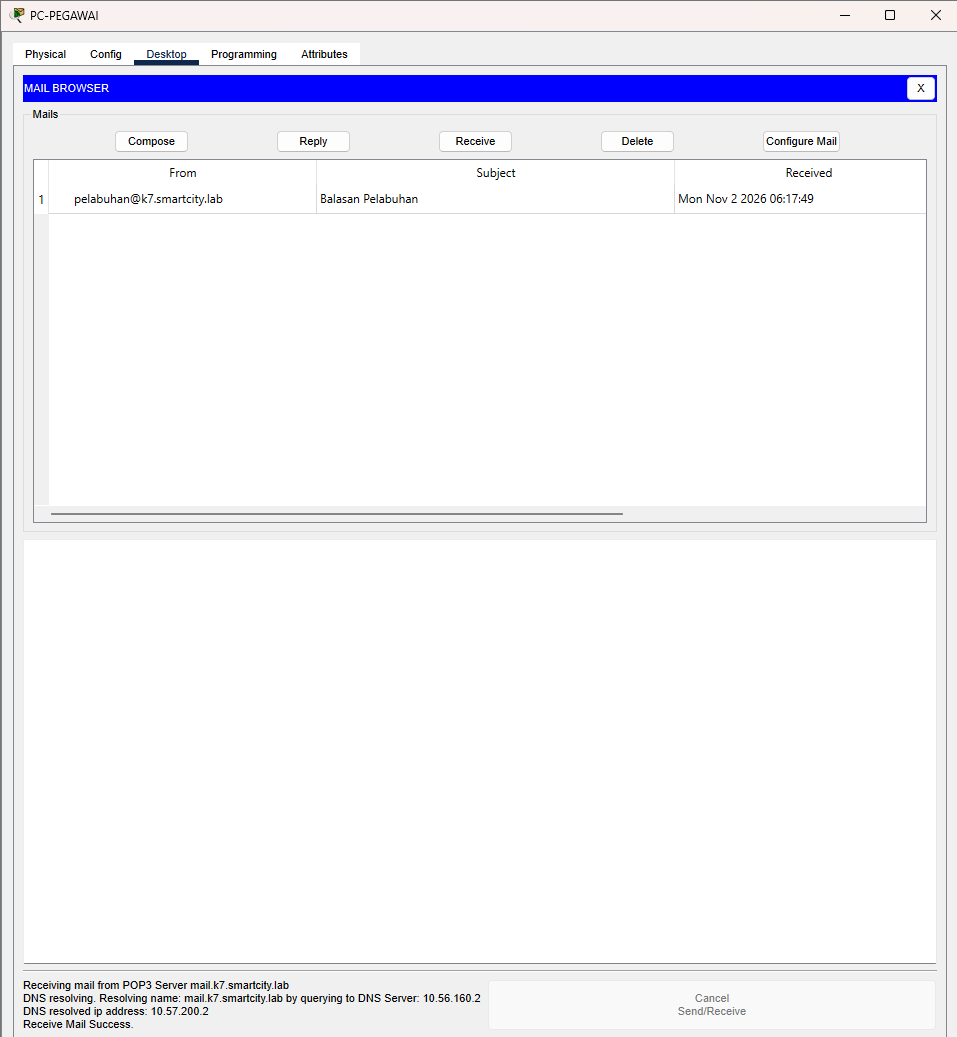 PC-PEGAWAI
Physical Config Desktop Programming Attributes
MAIL BROWSER X
Mails
Compose Reply Receive Delete Configure Mail
From Subject Received
1 pelabuhan@k7.smartcity.lab Balasan Pelabuhan Mon Nov 2 2026 06:17:49
Receiving mail from POP3 Server mail.k7.smartcity.lab
DNS resolving. Resolving name: mail.k7.smartcity.lab by querying to DNS Server: 10.56.160.2
DNS resolved ip address: 10.57.200.2
Receive Mail Success.
Cancel
Send/Receive